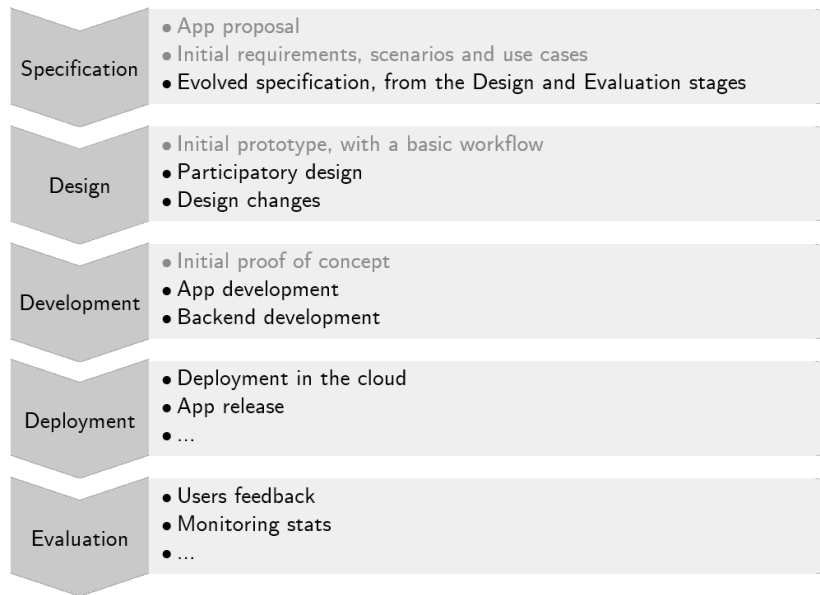 Specification
• App proposal
• Initial requirements, scenarios and use cases
• Evolved specification, from the Design and Evaluation stages
Design
• Initial prototype, with a basic workflow
• Participatory design
• Design changes
Development
• Initial proof of concept
• App development
• Backend development
Deployment
• Deployment in the cloud
• App release
• ...
Evaluation
• Users feedback
• Monitoring stats
• ...